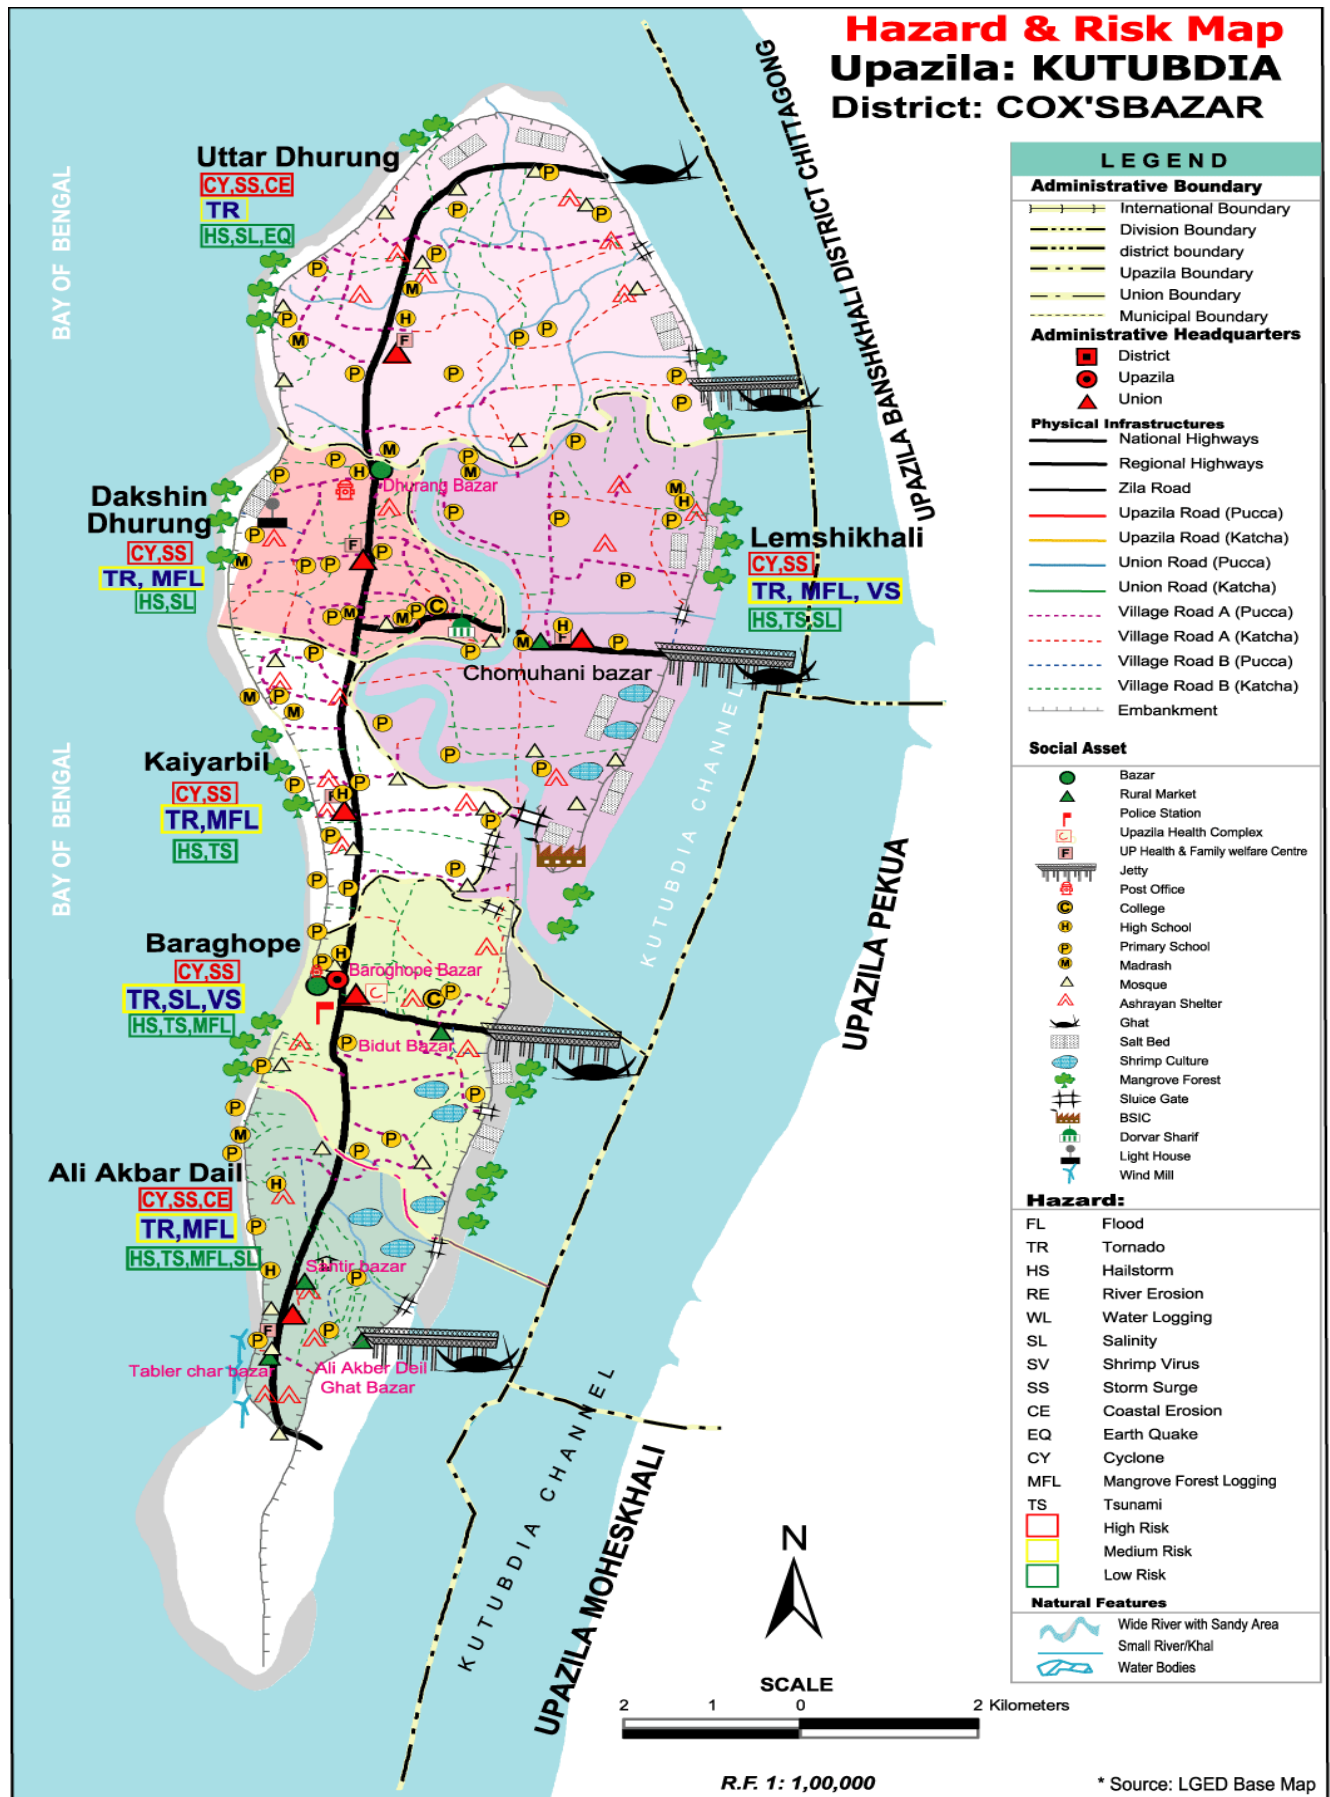 Hazard & Risk Map
Upazila: KUTUBDIA
District: COX'SBAZAR
BAY OF BENGAL
BAY OF BENGAL
UPAZILA BANSHKHALI DISTRICT CHITTAGONG
UPAZILA PEKUA
UPAZILA MOHESKHALI
KUTUBDIA CHANNEL
KUTUBDIA CHANNEL
Uttar Dhurung
CY,SS,CE
TR
HS,SL,EQ
Dakshin
Dhurung
CY,SS
TR, MFL
HS,SL
Dhurang Bazar
Lemshikhali
CY,SS
TR, MFL, VS
HS,TS,SL
Chomuhani bazar
Kaiyarbil
CY,SS
TR,MFL
HS,TS
Baraghope
CY,SS
TR,SL,VS
HS,TS,MFL
Baroghope Bazar
Bidut Bazar
Ali Akbar Dail
CY,SS,CE
TR,MFL
HS,TS,MFL,SL
Santir bazar
Tabler char bazar
Ali Akber Deil
Ghat Bazar
LEGEND
Administrative Boundary
International Boundary
Division Boundary
district boundary
Upazila Boundary
Union Boundary
Municipal Boundary
Administrative Headquarters
District
Upazila
Union
Physical Infrastructures
National Highways
Regional Highways
Zila Road
Upazila Road (Pucca)
Upazila Road (Katcha)
Union Road (Pucca)
Union Road (Katcha)
Village Road A (Pucca)
Village Road A (Katcha)
Village Road B (Pucca)
Village Road B (Katcha)
Embankment
Social Asset
Bazar
Rural Market
Police Station
Upazila Health Complex
F UP Health & Family welfare Centre
Jetty
Post Office
C College
H High School
P Primary School
M Madrash
Mosque
Ashrayan Shelter
Ghat
Salt Bed
Shrimp Culture
Mangrove Forest
Sluice Gate
BSIC
Dorvar Sharif
Light House
Wind Mill
Hazard:
FL Flood
TR Tornado
HS Hailstorm
RE River Erosion
WL Water Logging
SL Salinity
SV Shrimp Virus
SS Storm Surge
CE Coastal Erosion
EQ Earth Quake
CY Cyclone
MFL Mangrove Forest Logging
TS Tsunami
High Risk
Medium Risk
Low Risk
Natural Features
Wide River with Sandy Area
Small River/Khal
Water Bodies
N
SCALE
2 1 0 2 Kilometers
R.F. 1: 1,00,000
* Source: LGED Base Map